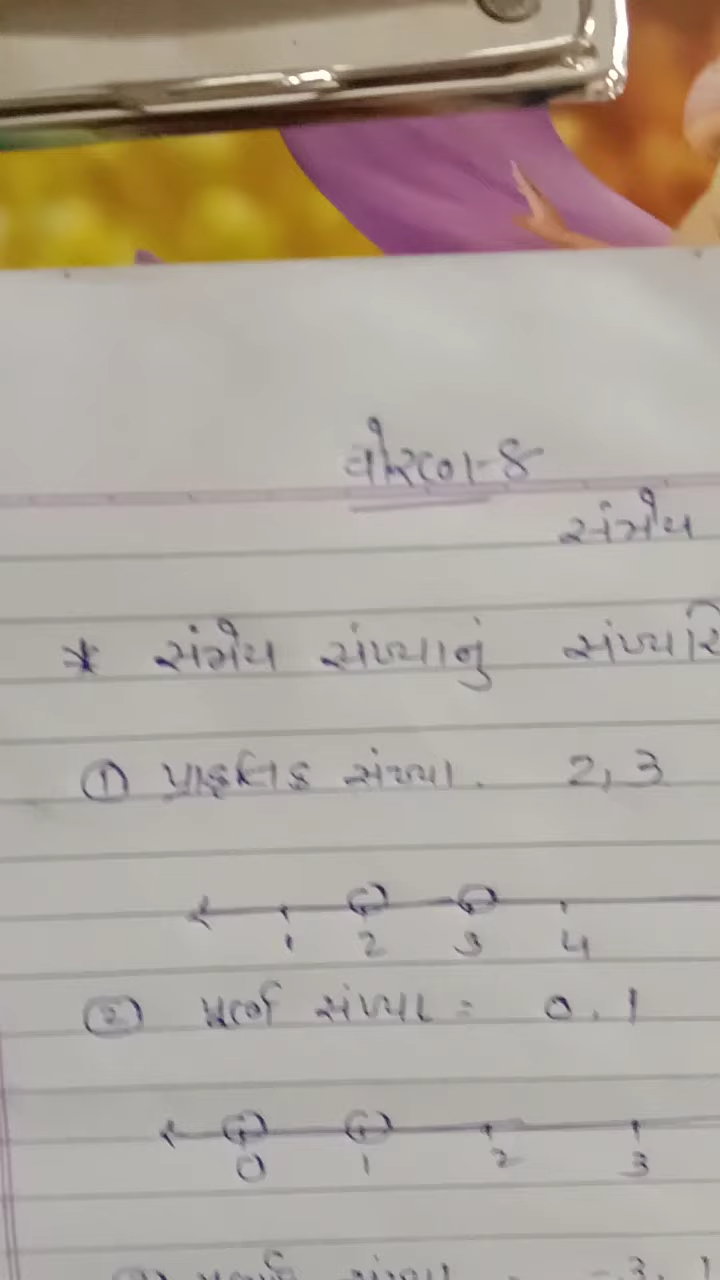 ધોરણ-8
સંમેય
* સંમેય સંખ્યાનું
① પ્રાકૃતિક સંખ્યા. 2, 3
1 2 3 4
② પૂર્ણ સંખ્યા = 0, 1
0 1 2 3